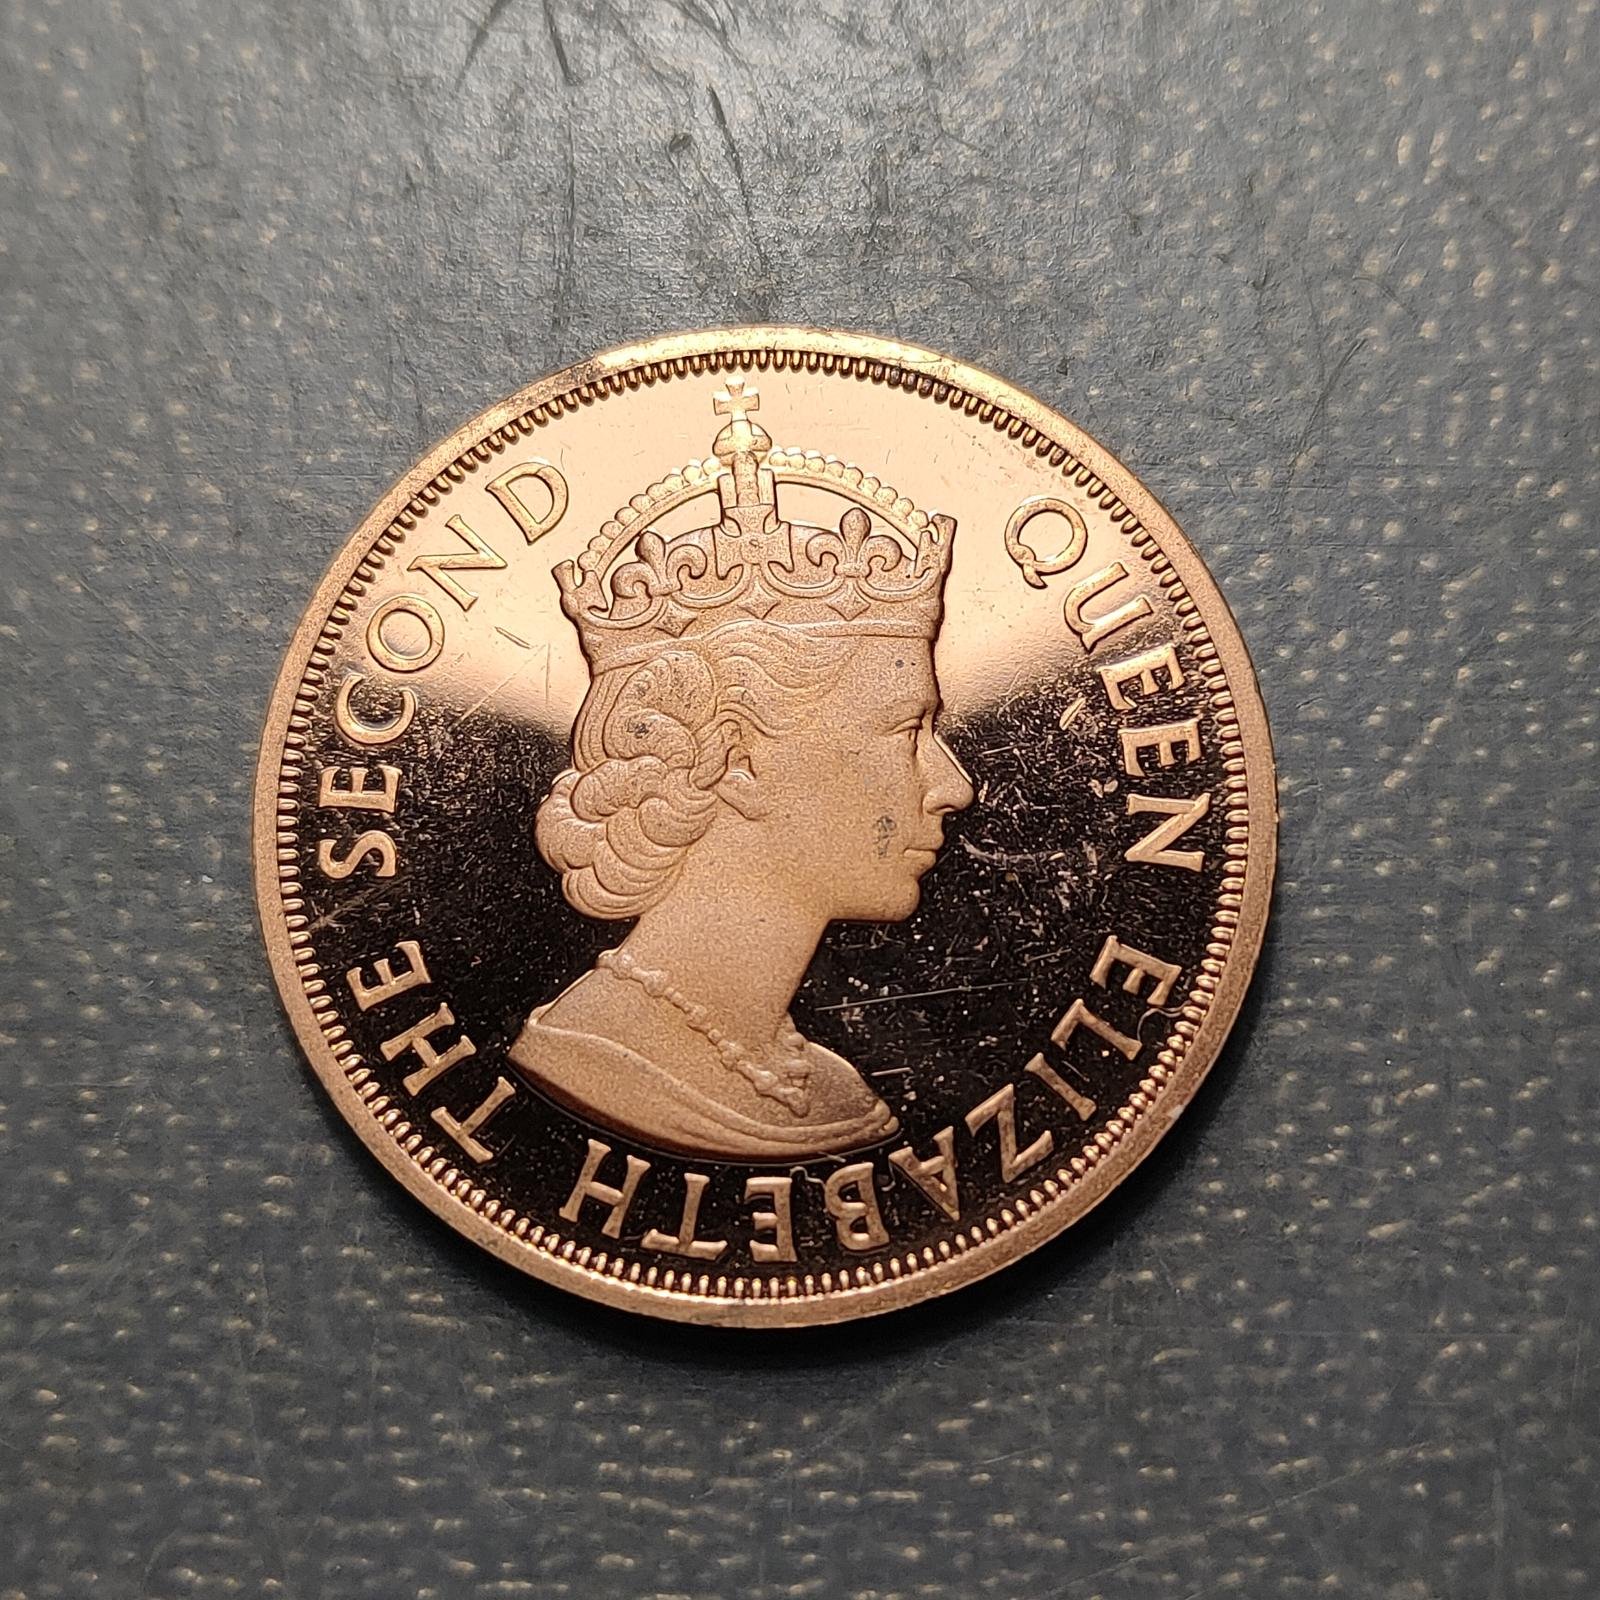 QUEEN ELIZABETH THE SECOND